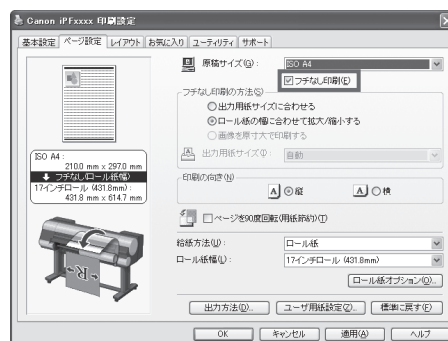 Canon iPFxxxx 印刷設定
基本設定 ページ設定 レイアウト お気に入り ユーティリティ サポート
原稿サイズ(G):
ISO A4
フチなし印刷(F)
フチなし印刷の方法(S)
出力用紙サイズに合わせる
ロール紙の幅に合わせて拡大/縮小する
画像を原寸大で印刷する
出力用紙サイズ(I):
自動
ISO A4 :
210.0 mm x 297.0 mm
フチなし(ロール紙幅)
17インチロール (431.8mm) :
431.8 mm x 614.7 mm
印刷の向き(N)
A 縦
A 横
ページを90度回転(用紙節約)(T)
給紙方法(U):
ロール紙
ロール紙幅(L):
17インチロール (431.8mm)
ロール紙オプション(O)...
出力方法(D)...
ユーザ用紙設定(Z)...
標準に戻す(E)
OK
キャンセル
適用(A)
ヘルプ
R